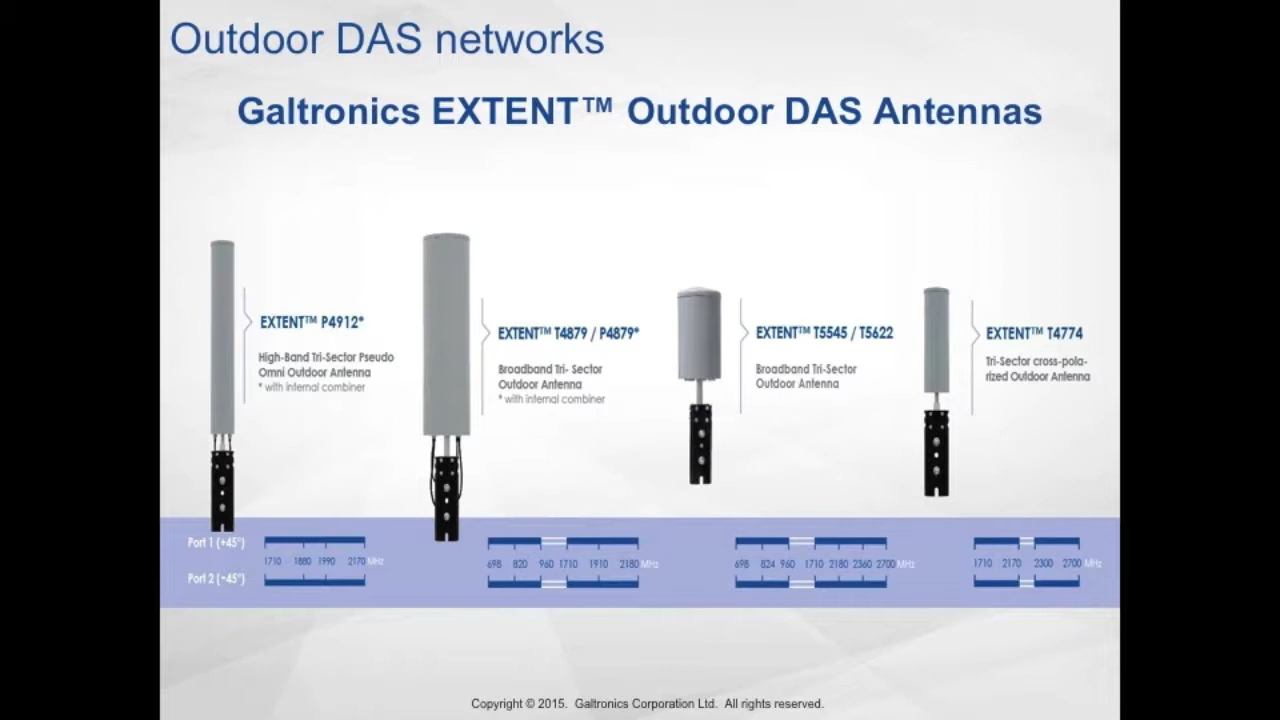 Outdoor DAS networks
Galtronics EXTENT™ Outdoor DAS Antennas
EXTENT™ P4912*
High-Band Tri-Sector Pseudo
Omni Outdoor Antenna
* with internal combiner
EXTENT™ T4879 / P4879*
Broadband Tri- Sector
Outdoor Antenna
* with internal combiner
EXTENT™ T5545 / T5622
Broadband Tri-Sector
Outdoor Antenna
EXTENT™ T4774
Tri-Sector cross-pola-
rized Outdoor Antenna
Port 1 (+45°)
1710 1880 1990 2170 MHz
698 820 960 1710 1910 2180 MHz
698 824 960 1710 2180 2360 2700 MHz
1710 2170 2300 2700 MHz
Port 2 (-45°)
Copyright © 2015. Galtronics Corporation Ltd. All rights reserved.